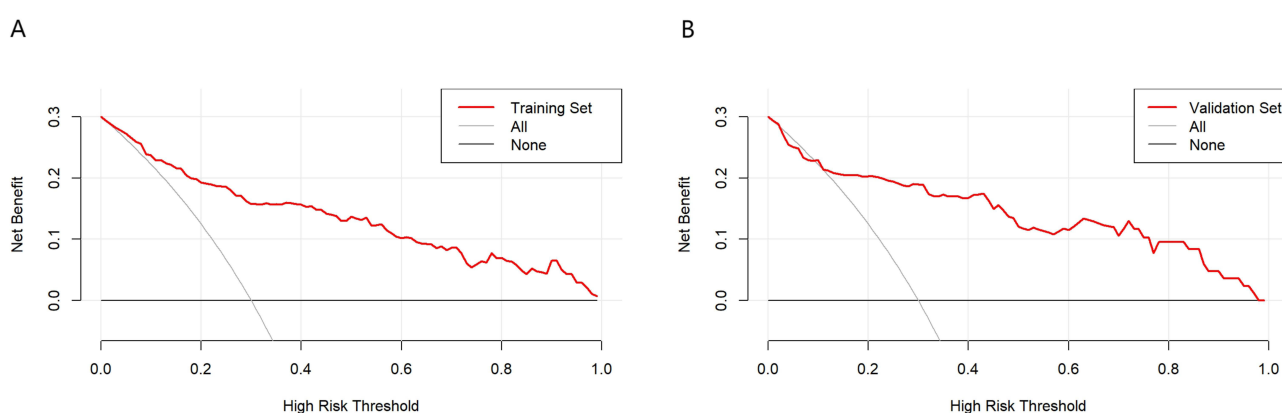 A
Training Set
All
None
0.3
0.2
0.1
0.0
Net Benefit
0.0 0.2 0.4 0.6 0.8 1.0
High Risk Threshold
B
Validation Set
All
None
0.3
0.2
0.1
0.0
Net Benefit
0.0 0.2 0.4 0.6 0.8 1.0
High Risk Threshold